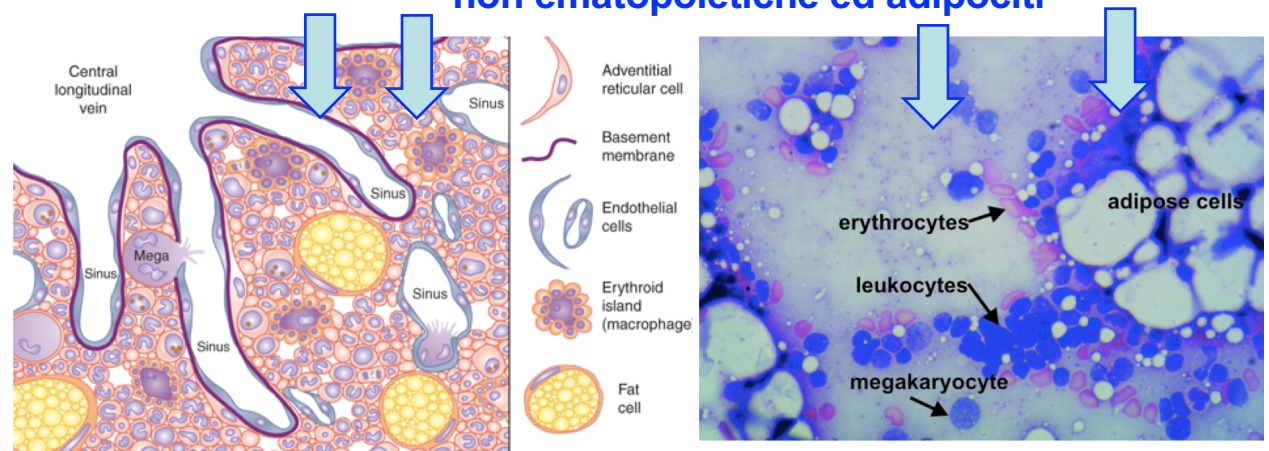 non ematopoietiche ed adipociti
Central
longitudinal
vein
Sinus
Sinus
Sinus
Mega
Sinus
Sinus
Adventitial
reticular cell
Basement
membrane
Endothelial
cells
Erythroid
island
(macrophage)
Fat
cell
erythrocytes
adipose cells
leukocytes
megakaryocyte